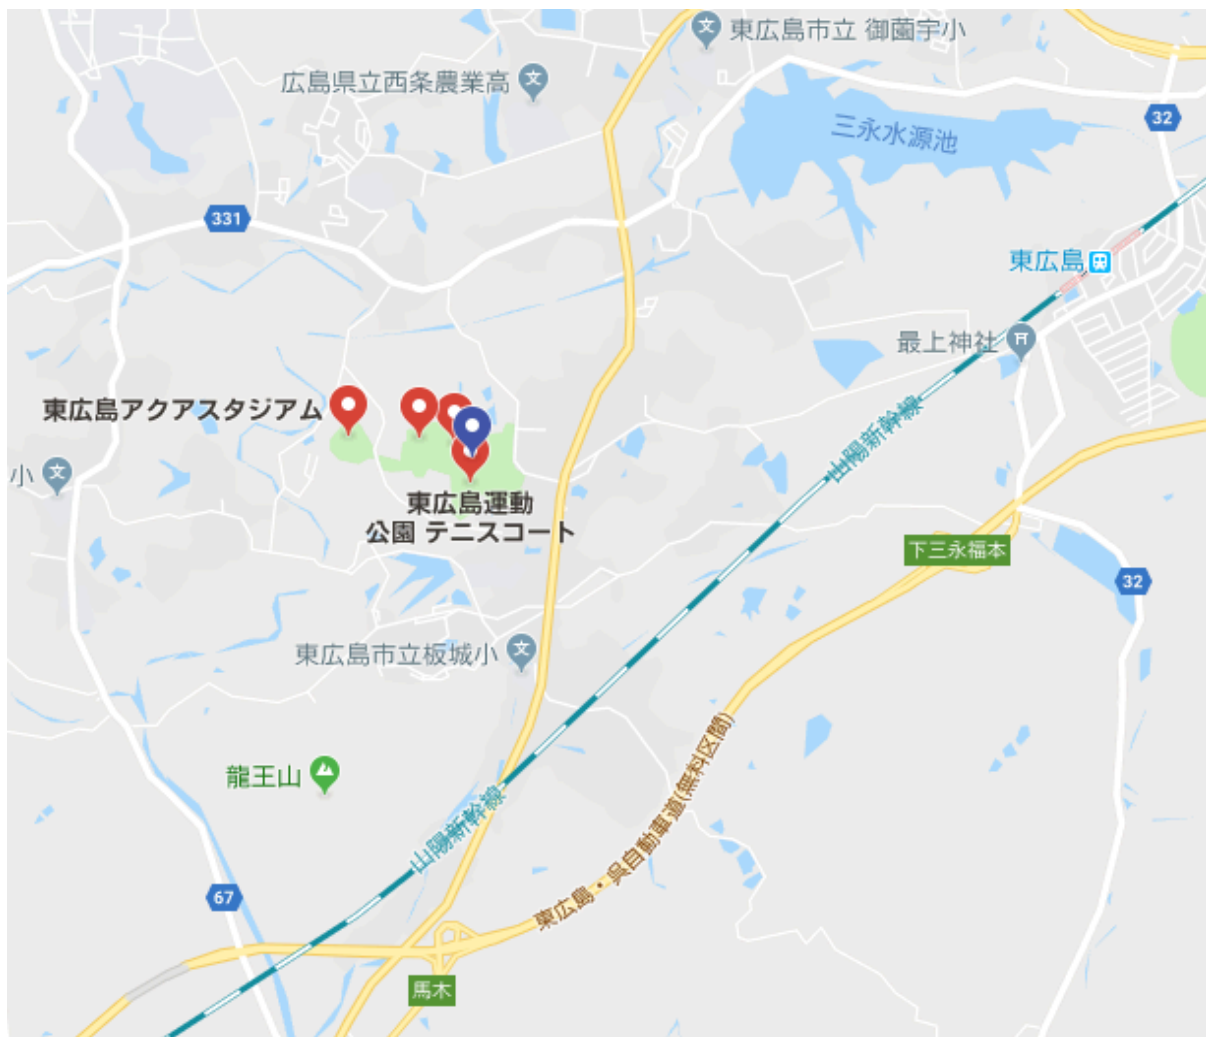 東広島市立 御薗宇小
広島県立西条農業高
32
三永水源池
331
東広島
最上神社
東広島アクアスタジアム
山陽新幹線
小
東広島運動
公園 テニスコート
下三永福本
32
東広島市立板城小
龍王山
山陽新幹線
東広島・呉自動車道(無料区間)
67
馬木